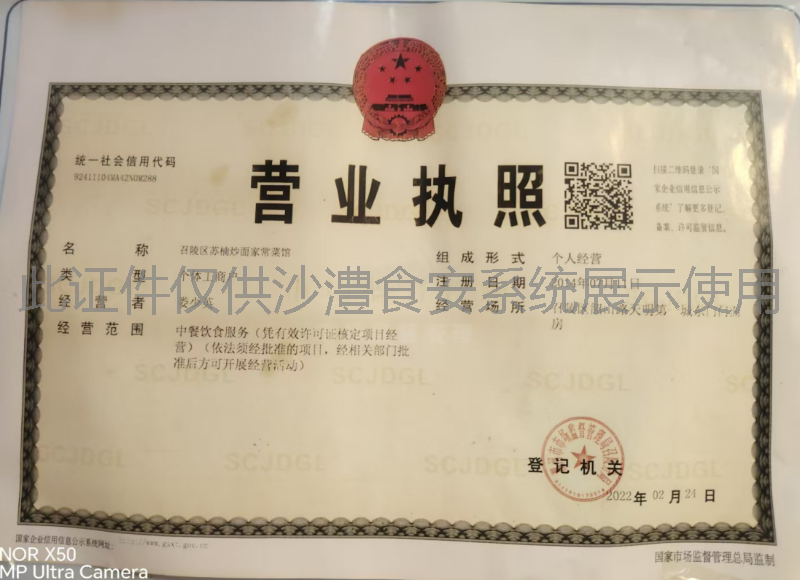 统一社会信用代码
92411104MA42X0M288
营业执照
扫描二维码登录“国
家企业信用信息公示
系统”了解更多登记、
备案、许可监管信息。
名 称 召陵区苏楠炒面家常菜馆
类 型 个体工商户
经 营 者
经 营 范 围 中餐饮食服务（凭有效许可证核定项目经
营）（依法须经批准的项目，经相关部门批
准后方可开展经营活动）
组 成 形 式 个人经营
注 册 日 期
经 营 场 所
房
此证件仅供沙澧食安系统展示使用
登 记 机 关
2022 年 02 月 24 日
国家企业信用信息公示系统网址：http://www.gsxt.gov.cn
国家市场监督管理总局监制
NOR X50
MP Ultra Camera